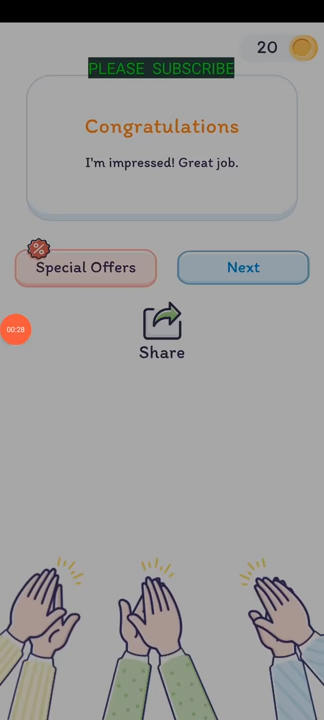 20
PLEASE SUBSCRIBE
Congratulations
I'm impressed! Great job.
%
Special Offers
Next
00:28
Share